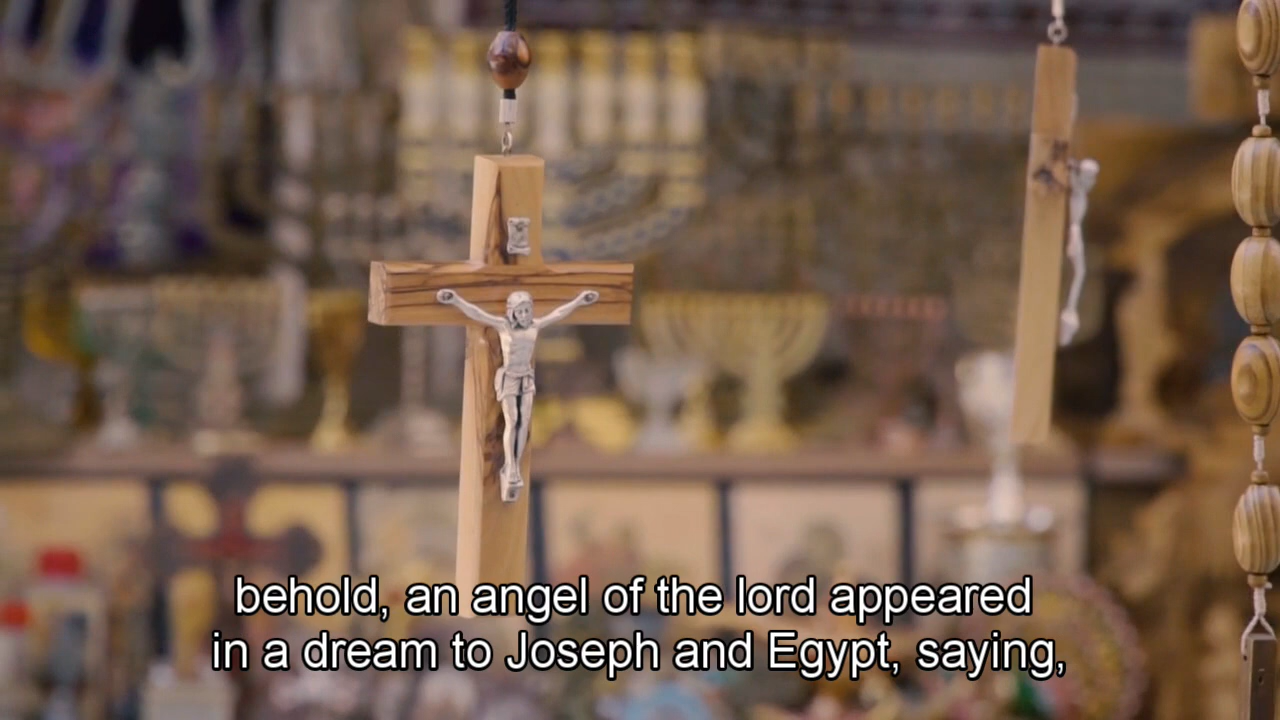 behold, an angel of the lord appeared
in a dream to Joseph and Egypt, saying,